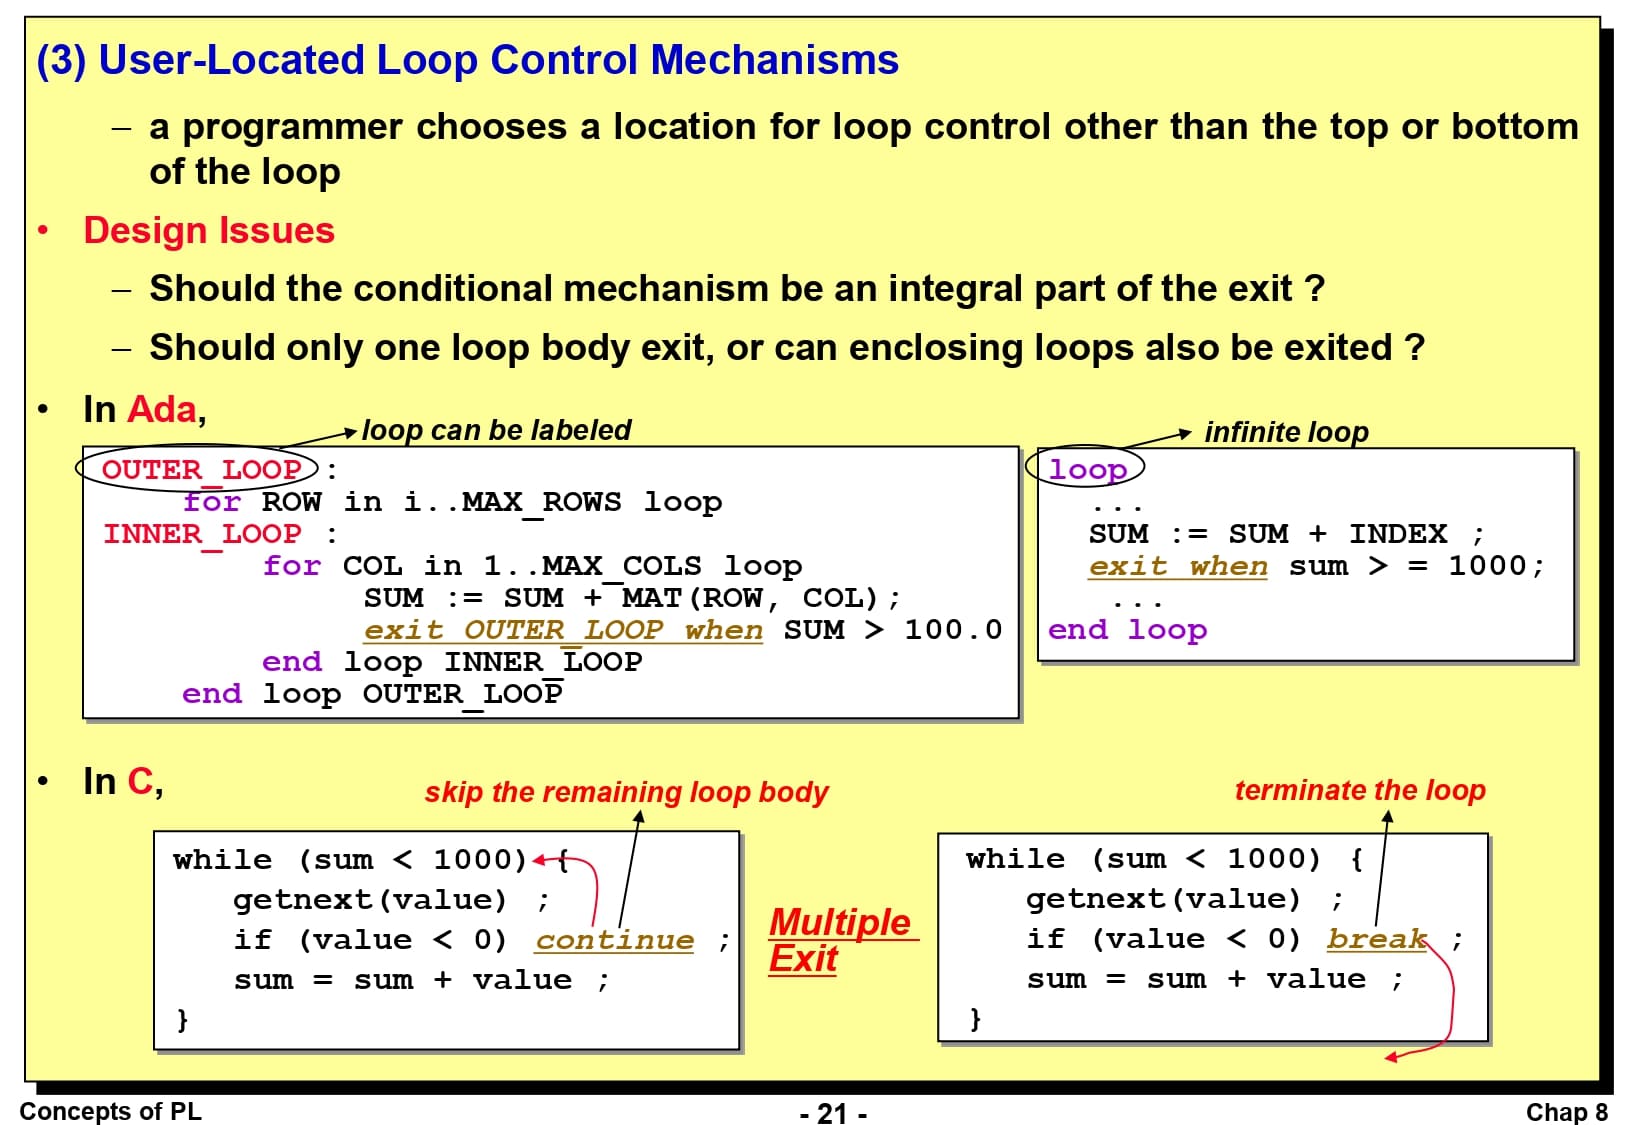 (3) User-Located Loop Control Mechanisms
– a programmer chooses a location for loop control other than the top or bottom
of the loop
• Design Issues
– Should the conditional mechanism be an integral part of the exit ?
– Should only one loop body exit, or can enclosing loops also be exited ?
• In Ada,
loop can be labeled
OUTER_LOOP :
for ROW in i..MAX_ROWS loop
INNER_LOOP :
for COL in 1..MAX_COLS loop
SUM := SUM + MAT(ROW, COL);
exit OUTER_LOOP when SUM > 100.0
end loop INNER_LOOP
end loop OUTER_LOOP
infinite loop
loop
...
SUM := SUM + INDEX ;
exit when sum > = 1000;
...
end loop
• In C,
skip the remaining loop body
while (sum < 1000) {
getnext(value) ;
if (value < 0) continue ;
sum = sum + value ;
}
Multiple
Exit
terminate the loop
while (sum < 1000) {
getnext(value) ;
if (value < 0) break ;
sum = sum + value ;
}
Concepts of PL
- 21 -
Chap 8